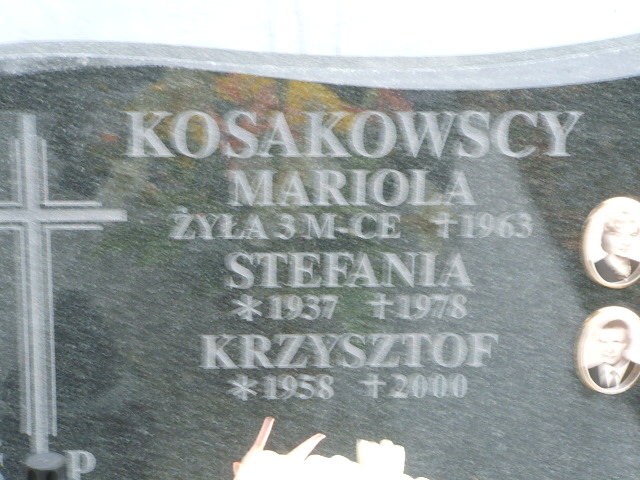 KOSAKOWSCY
MARIOLA
ŻYŁA 3 M-CE ✝1963
STEFANIA
*1937 ✝1978
KRZYSZTOF
*1958 ✝2000
P